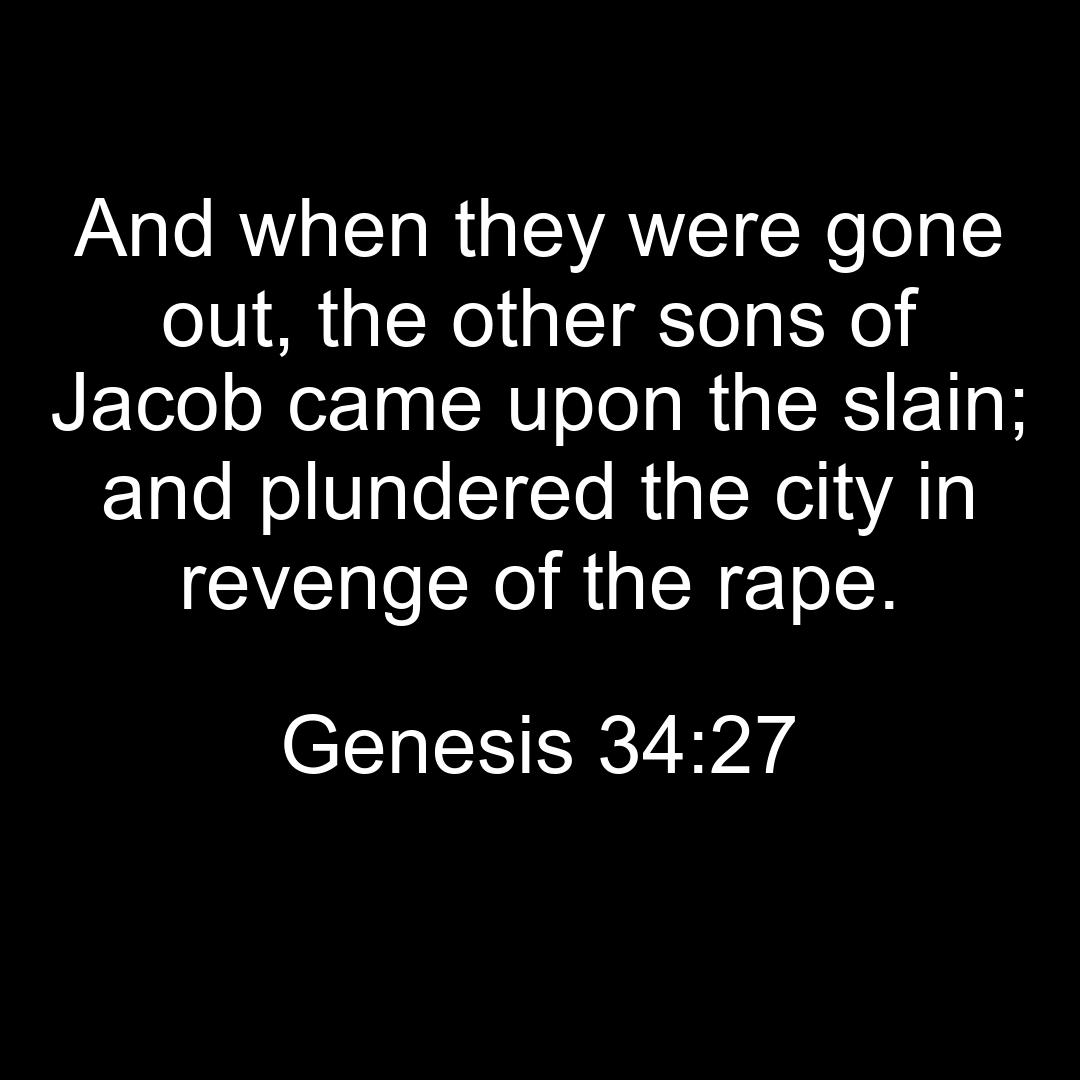 And when they were gone
out, the other sons of
Jacob came upon the slain;
and plundered the city in
revenge of the rape.
Genesis 34:27